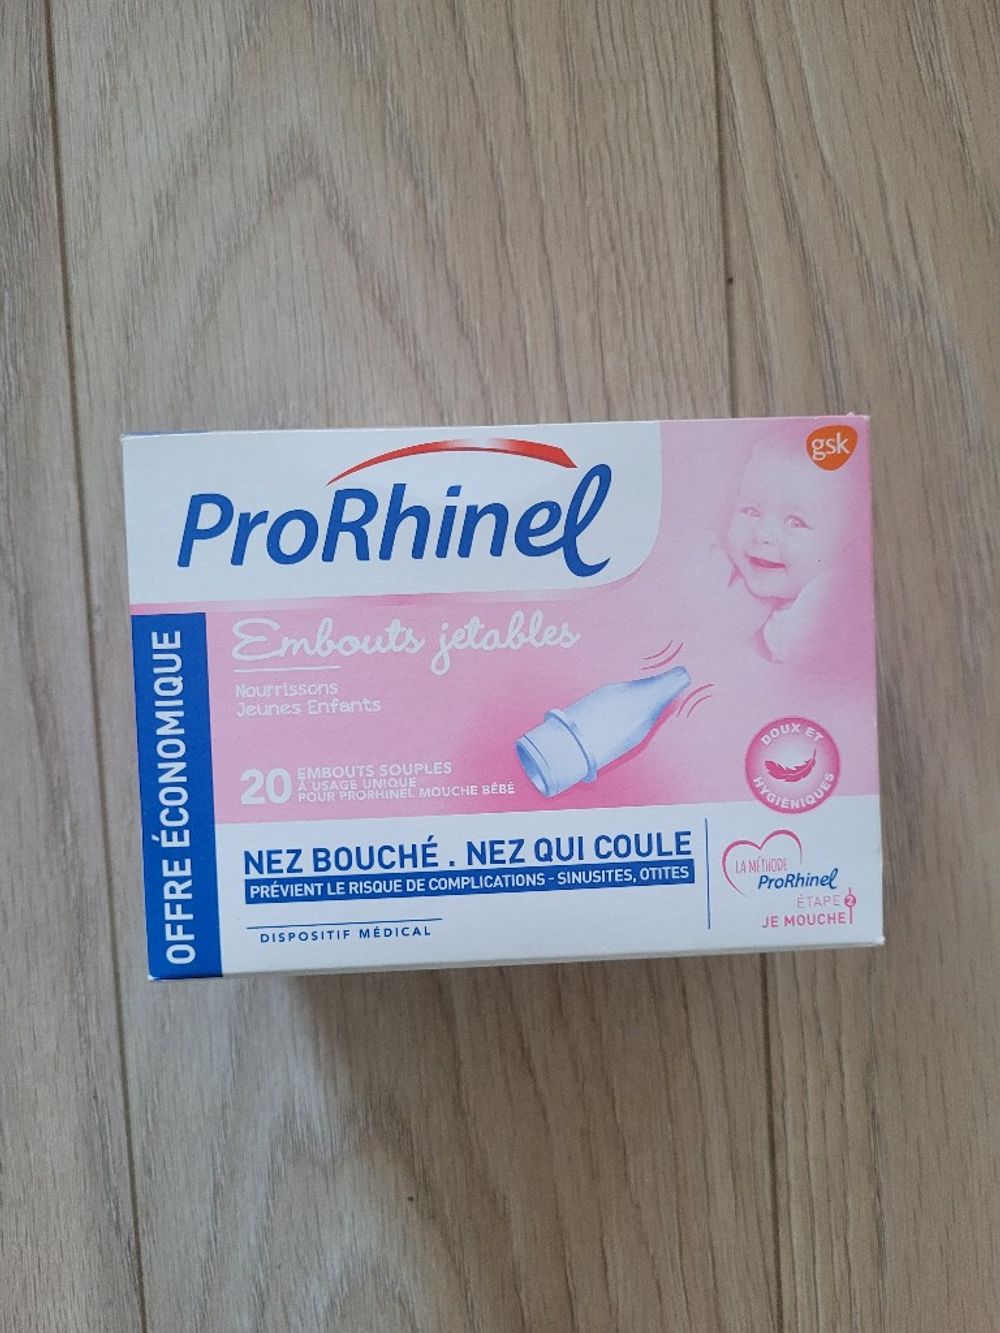 gsk
ProRhinel
OFFRE ÉCONOMIQUE
Embouts jetables
Nourrissons
Jeunes Enfants
20 EMBOUTS SOUPLES
À USAGE UNIQUE
POUR PRORHINEL MOUCHE BÉBÉ
DOUX ET
HYGIÉNIQUES
NEZ BOUCHÉ . NEZ QUI COULE
PRÉVIENT LE RISQUE DE COMPLICATIONS - SINUSITES, OTITES
DISPOSITIF MÉDICAL
LA MÉTHODE
ProRhinel
ÉTAPE 2
JE MOUCHE